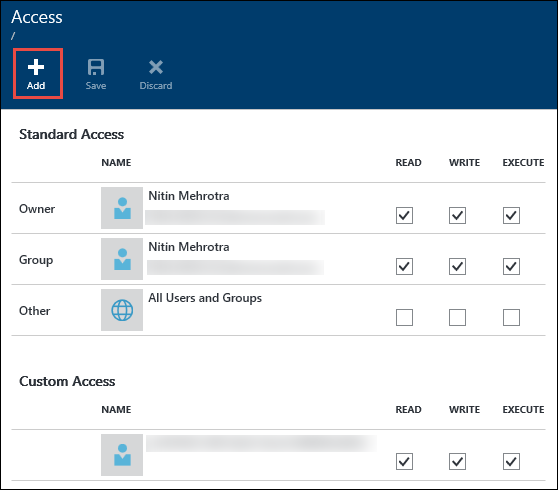 Access
/
Add Save Discard
Standard Access
NAME READ WRITE EXECUTE
Owner Nitin Mehrotra
Group Nitin Mehrotra
Other All Users and Groups
Custom Access
NAME READ WRITE EXECUTE